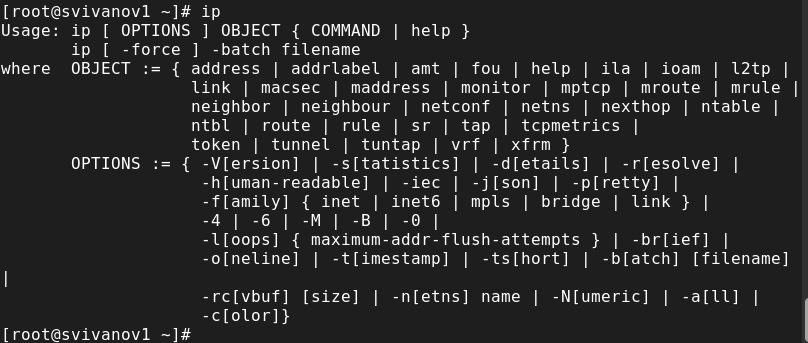 [root@svivanov1 ~]# ip
Usage: ip [ OPTIONS ] OBJECT { COMMAND | help }
       ip [ -force ] -batch filename
where  OBJECT := { address | addrlabel | amt | fou | help | ila | ioam | l2tp |
                   link | macsec | maddress | monitor | mptcp | mroute | mrule |
                   neighbor | neighbour | netconf | netns | nexthop | ntable |
                   ntbl | route | rule | sr | tap | tcpmetrics |
                   token | tunnel | tuntap | vrf | xfrm }
       OPTIONS := { -V[ersion] | -s[tatistics] | -d[etails] | -r[esolve] |
                    -h[uman-readable] | -iec | -j[son] | -p[retty] |
                    -f[amily] { inet | inet6 | mpls | bridge | link } |
                    -4 | -6 | -M | -B | -0 |
                    -l[oops] { maximum-addr-flush-attempts } | -br[ief] |
                    -o[neline] | -t[imestamp] | -ts[hort] | -b[atch] [filename]
|
                    -rc[vbuf] [size] | -n[etns] name | -N[umeric] | -a[ll] |
                    -c[olor]}
[root@svivanov1 ~]#